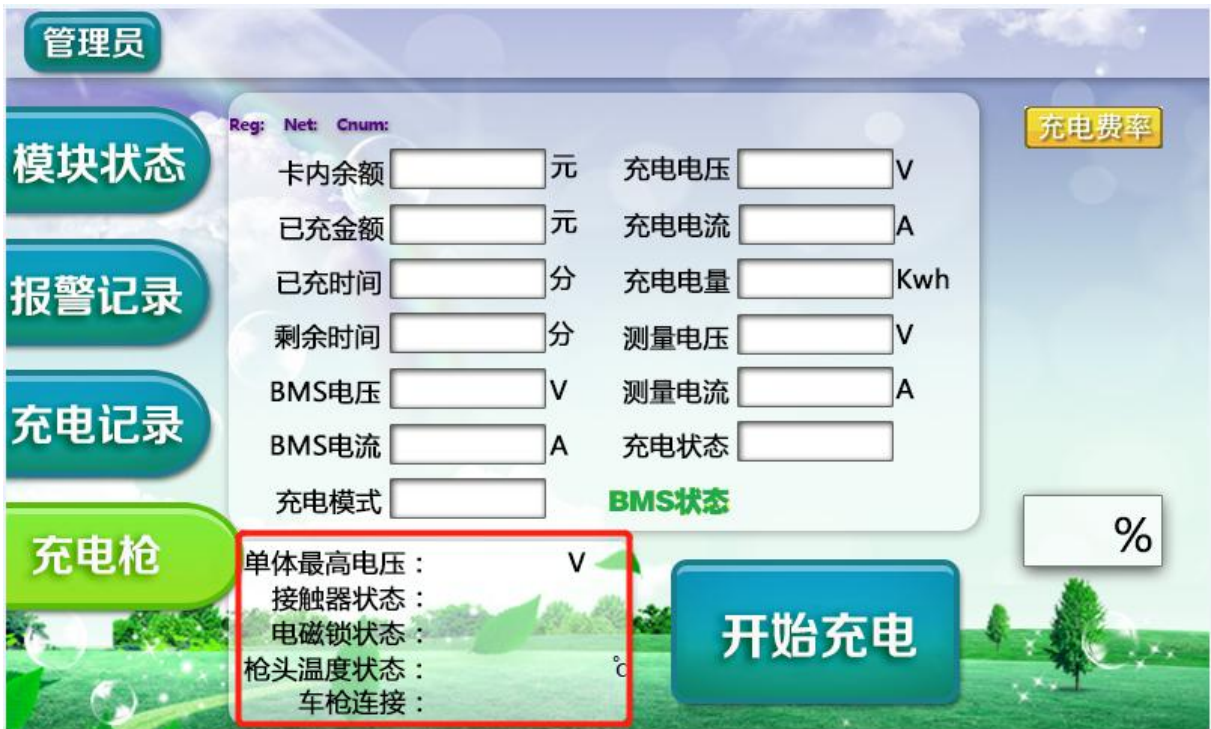 管理员
模块状态
报警记录
充电记录
充电枪
Reg: Net: Cnum:
充电费率
卡内余额 元 充电电压 V
已充金额 元 充电电流 A
已充时间 分 充电电量 Kwh
剩余时间 分 测量电压 V
BMS电压 V 测量电流 A
BMS电流 A 充电状态
充电模式 BMS状态
单体最高电压： V
接触器状态：
电磁锁状态：
枪头温度状态： ℃
车枪连接：
开始充电
%